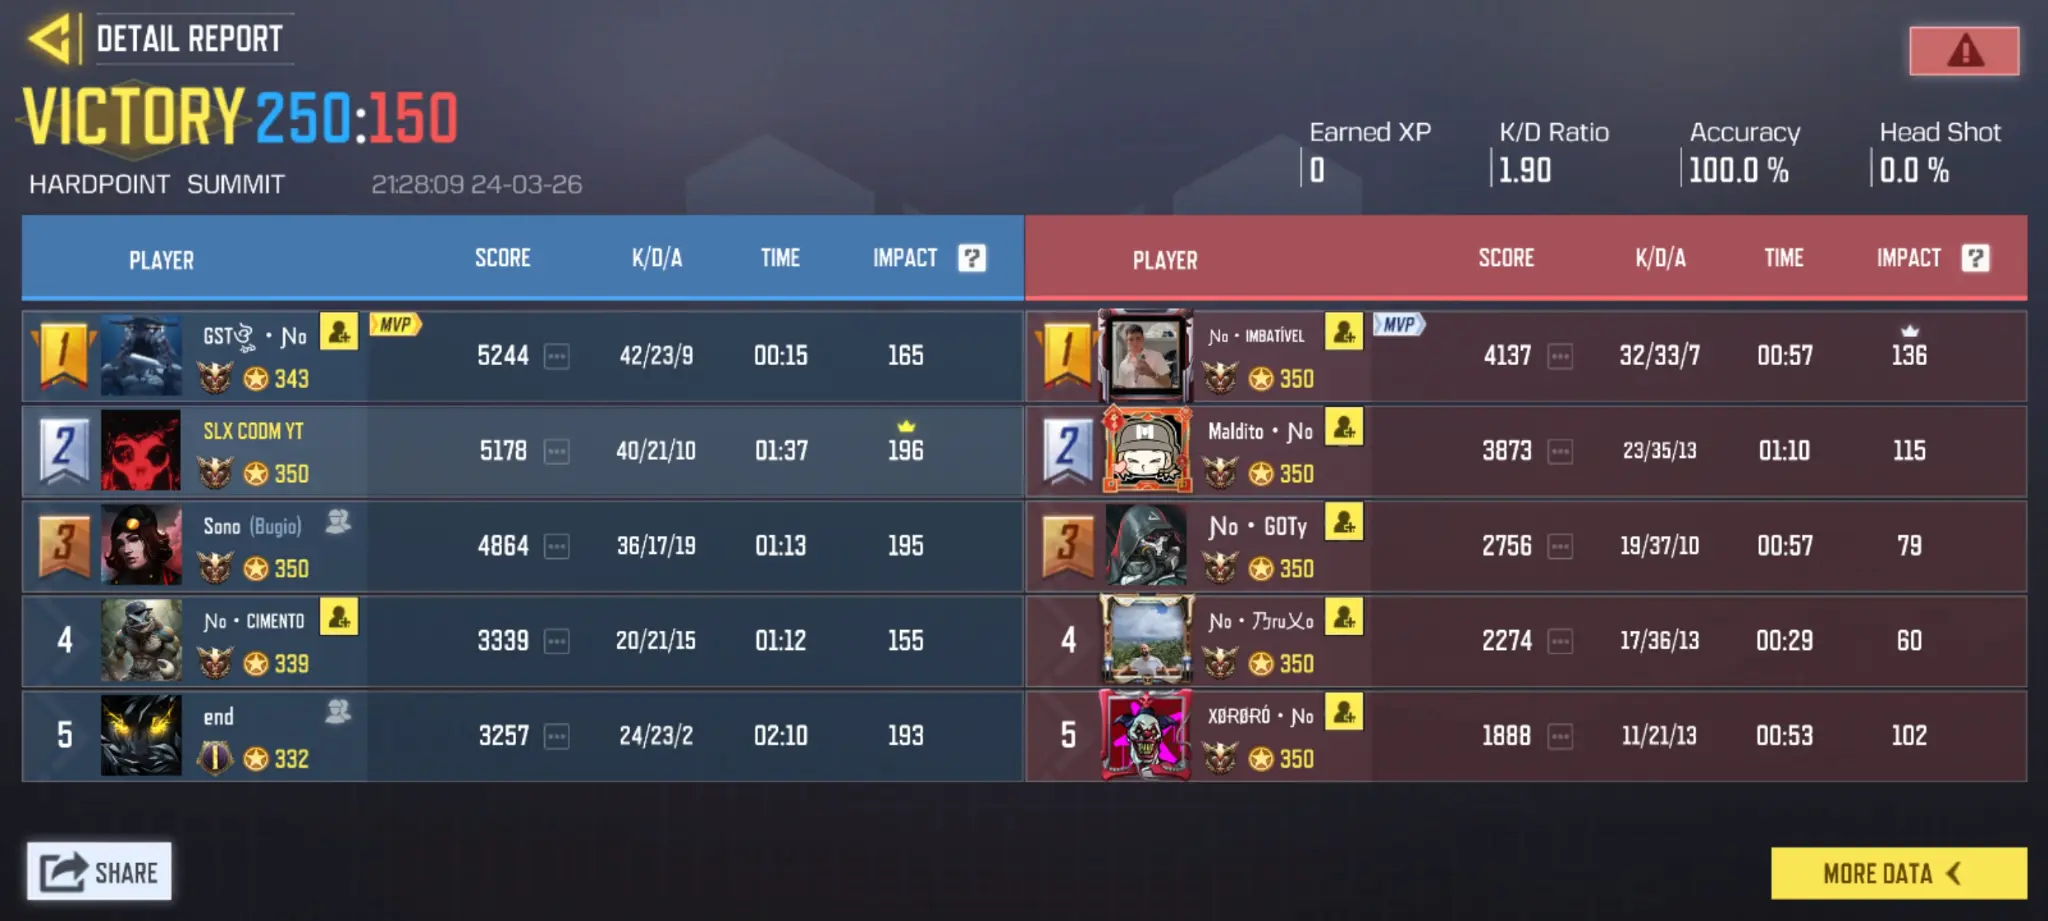 DETAIL REPORT
VICTORY 250:150
HARDPOINT SUMMIT 21:28:09 24-03-26
Earned XP K/D Ratio Accuracy Head Shot
0 1.90 100.0 % 0.0 %
PLAYER SCORE K/D/A TIME IMPACT ?
1 GST • No MVP 5244 42/23/9 00:15 165
343
2 SLX CODM YT 5178 40/21/10 01:37 196
350
3 Sono (Bugio) 4864 36/17/19 01:13 195
350
4 No • CIMENTO 3339 20/21/15 01:12 155
339
5 end 3257 24/23/2 02:10 193
332
PLAYER SCORE K/D/A TIME IMPACT ?
1 No • IMBATÍVEL MVP 4137 32/33/7 00:57 136
350
2 Maldito • No 3873 23/35/13 01:10 115
350
3 No • GOTy 2756 19/37/10 00:57 79
350
4 No • 乃ru乂o 2274 17/36/13 00:29 60
350
5 XØRØRÓ • No 1888 11/21/13 00:53 102
350
SHARE
MORE DATA